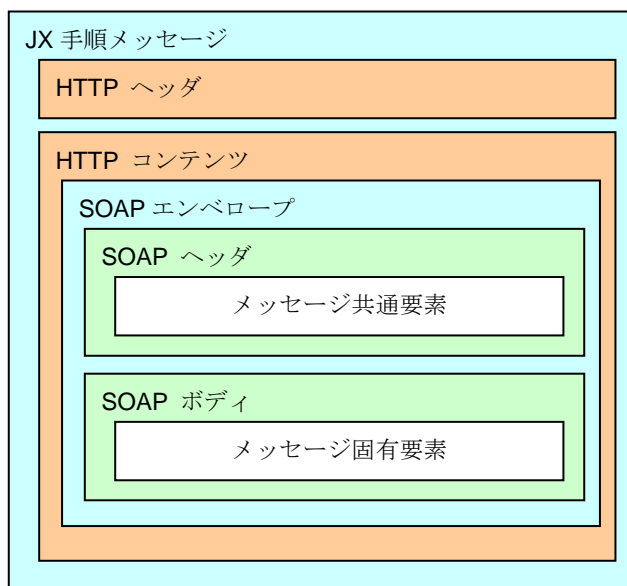 JX 手順メッセージ
HTTP ヘッダ
HTTP コンテンツ
SOAP エンベロープ
SOAP ヘッダ
メッセージ共通要素
SOAP ボディ
メッセージ固有要素